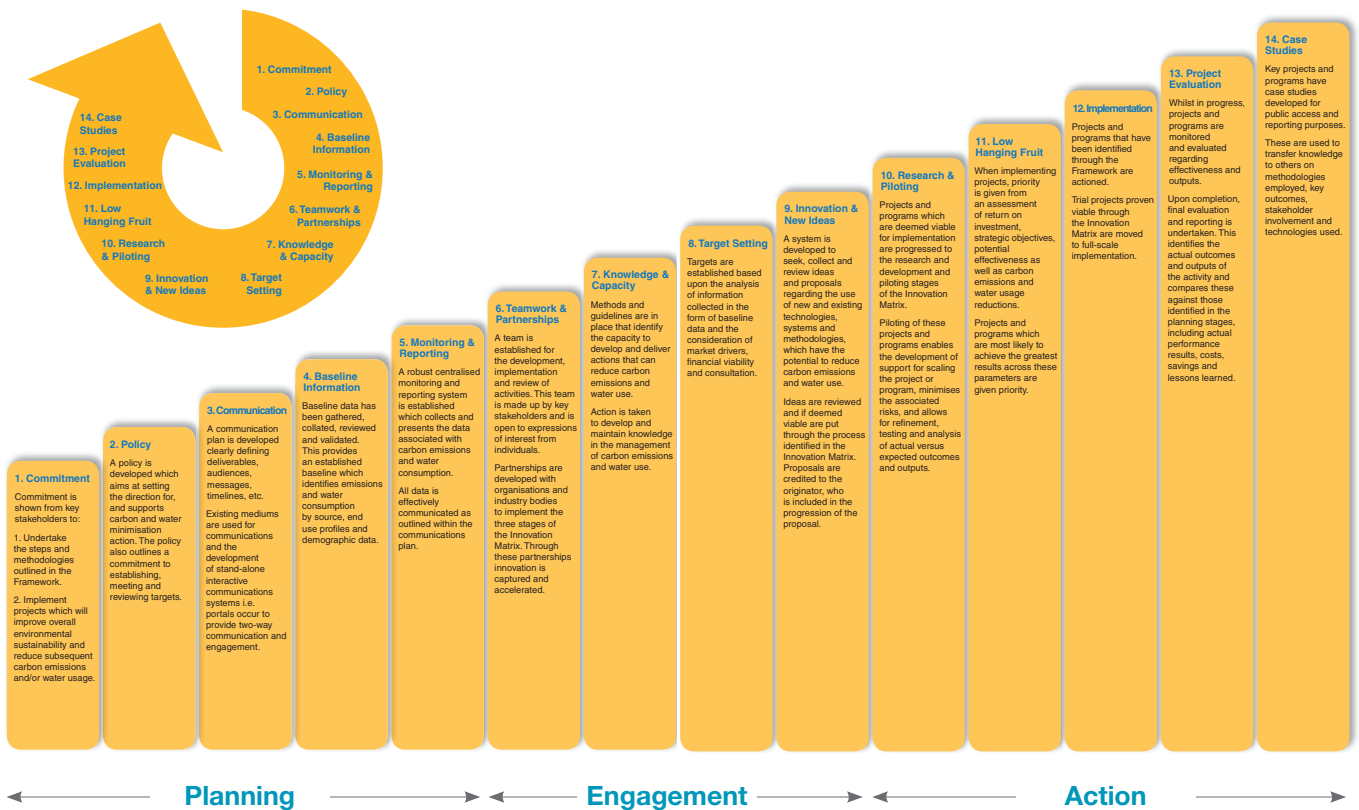 1. Commitment
2. Policy
3. Communication
4. Baseline
Information
5. Monitoring &
Reporting
6. Teamwork &
Partnerships
7. Knowledge
& Capacity
8. Target
Setting
9. Innovation
& New Ideas
10. Research
& Piloting
11. Low
Hanging Fruit
12. Implementation
13. Project
Evaluation
14. Case
Studies
1. Commitment
Commitment is
shown from key
stakeholders to:
1. Undertake
the steps and
methodologies
outlined in the
Framework.
2. Implement
projects which will
improve overall
environmental
sustainability and
reduce subsequent
carbon emissions
and/or water usage.
2. Policy
A policy is
developed which
aims at setting
the direction for,
and supports
carbon and water
minimisation
action. The policy
also outlines a
commitment to
establishing,
meeting and
reviewing targets.
3. Communication
A communication
plan is developed
clearly defining
deliverables,
audiences,
messages,
timelines, etc.
Existing mediums
are used for
communications
and the
development
of stand-alone
interactive
communications
systems i.e.
portals occur to
provide two-way
communication and
engagement.
4. Baseline
Information
Baseline data has
been gathered,
collated, reviewed
and validated.
This provides
an established
baseline which
identifies emissions
and water
consumption
by source, end
use profiles and
demographic data.
5. Monitoring &
Reporting
A robust centralised
monitoring and
reporting system
is established
which collects and
presents the data
associated with
carbon emissions
and water
consumption.
All data is
effectively
communicated as
outlined within the
communications
plan.
6. Teamwork &
Partnerships
A team is
established for
the development,
implementation
and review of
activities. This team
is made up by key
stakeholders and is
open to expressions
of interest from
individuals.
Partnerships are
developed with
organisations and
industry bodies
to implement the
three stages of
the Innovation
Matrix. Through
these partnerships
innovation is
captured and
accelerated.
7. Knowledge &
Capacity
Methods and
guidelines are in
place that identify
the capacity to
develop and deliver
actions that can
reduce carbon
emissions and
water use.
Action is taken
to develop and
maintain knowledge
in the management
of carbon emissions
and water use.
8. Target Setting
Targets are
established based
upon the analysis
of information
collected in the
form of baseline
data and the
consideration of
market drivers,
financial viability
and consultation.
9. Innovation &
New Ideas
A system is
developed to
seek, collect and
review ideas
and proposals
regarding the use
of new and existing
technologies,
systems and
methodologies,
which have the
potential to reduce
carbon emissions
and water use.
Ideas are reviewed
and if deemed
viable are put
through the process
identified in the
Innovation Matrix.
Proposals are
credited to the
originator, who
is included in the
progression of the
proposal.
10. Research &
Piloting
Projects and
programs which
are deemed viable
for implementation
are progressed to
the research and
development and
piloting stages
of the Innovation
Matrix.
Piloting of these
projects and
programs enables
the development of
support for scaling
the project or
program, minimises
the associated
risks, and allows
for refinement,
testing and analysis
of actual versus
expected outcomes
and outputs.
11. Low
Hanging Fruit
When implementing
projects, priority
is given from
an assessment
of return on
investment,
strategic objectives,
potential
effectiveness as
well as carbon
emissions and
water usage
reductions.
Projects and
programs which
are most likely to
achieve the greatest
results across these
parameters are
given priority.
12. Implementation
Projects and
programs that have
been identified
through the
Framework are
actioned.
Trial projects proven
viable through
the Innovation
Matrix are moved
to full-scale
implementation.
13. Project
Evaluation
Whilst in progress,
projects and
programs are
monitored
and evaluated
regarding
effectiveness and
outputs.
Upon completion,
final evaluation
and reporting is
undertaken. This
identifies the
actual outcomes
and outputs of
the activity and
compares these
against those
identified in the
planning stages,
including actual
performance
results, costs,
savings and
lessons learned.
14. Case
Studies
Key projects and
programs have
case studies
developed for
public access and
reporting purposes.
These are used to
transfer knowledge
to others on
methodologies
employed, key
outcomes,
stakeholder
involvement and
technologies used.
Planning
Engagement
Action